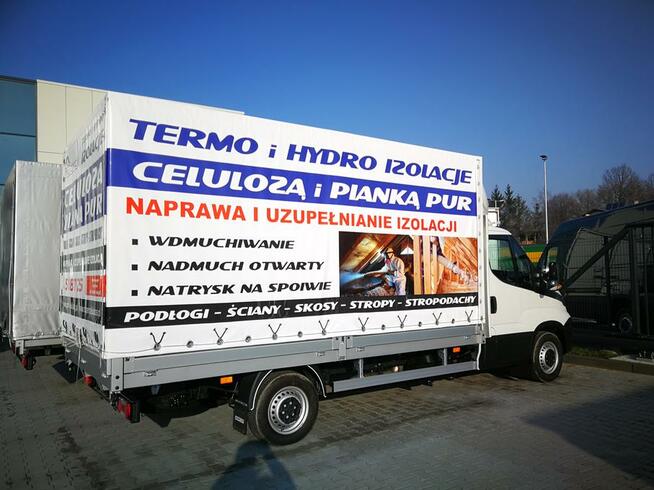 TERMO i HYDRO IZOLACJE
CELULOZĄ i PIANKĄ PUR
NAPRAWA I UZUPEŁNIANIE IZOLACJI
▪ WDMUCHIWANIE
▪ NADMUCH OTWARTY
▪ NATRYSK NA SPOIWIE
PODŁOGI - ŚCIANY - SKOSY - STROPY - STROPODACHY